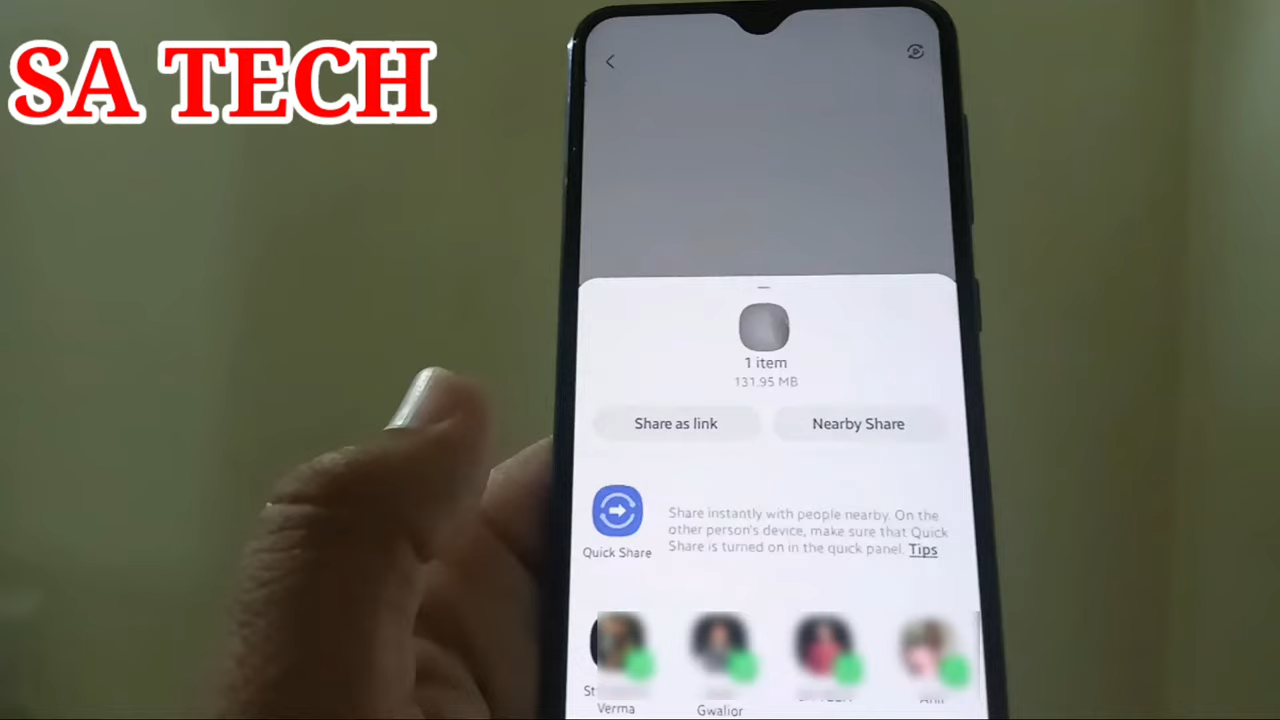 SA TECH
1 item
131.95 MB
Share as link
Nearby Share
Share instantly with people nearby. On the
other person's device, make sure that Quick
Share is turned on in the quick panel. Tips
Quick Share
Verma
Gwalior